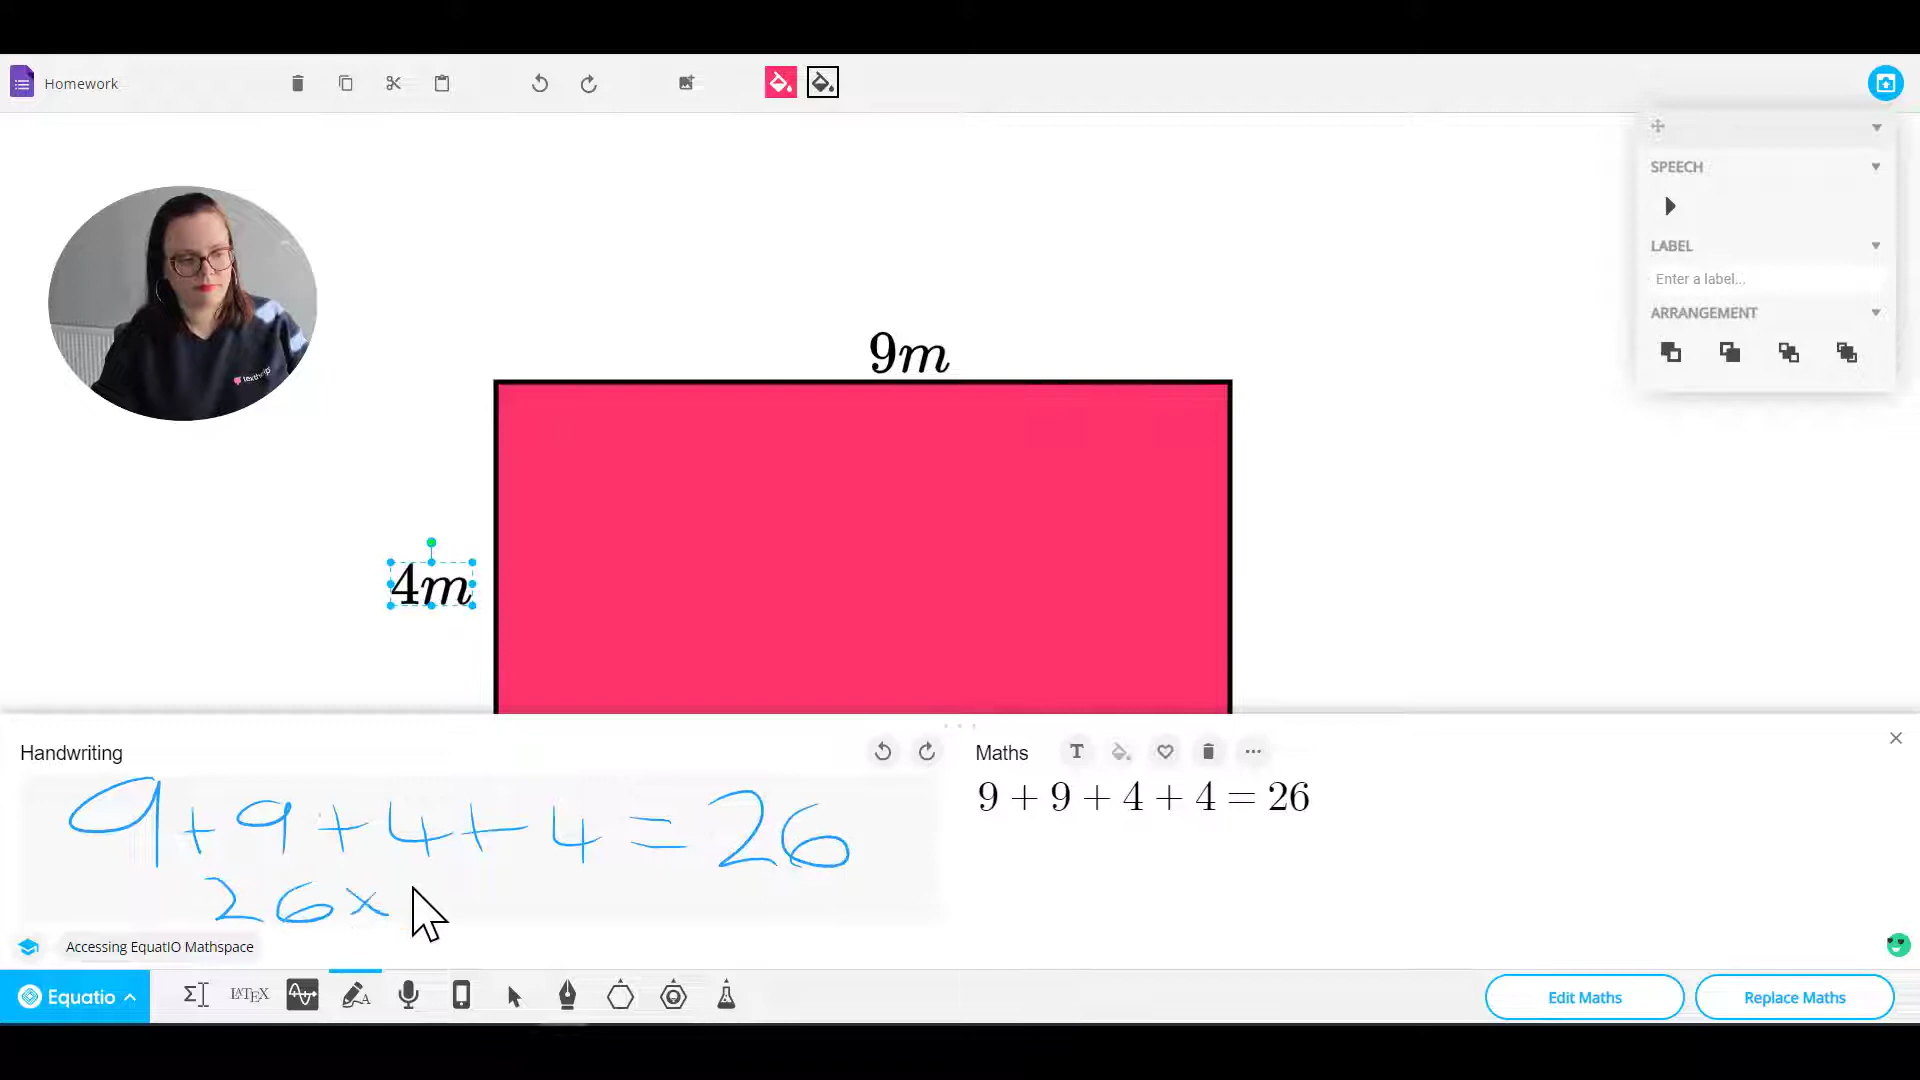 Homework
SPEECH
LABEL
Enter a label...
ARRANGEMENT
texthelp
9m
4m
Handwriting
9+9+4+4=26
26×
Maths
9 + 9 + 4 + 4 = 26
Accessing EquatIO Mathspace
Equatio
LATEX
Edit Maths
Replace Maths